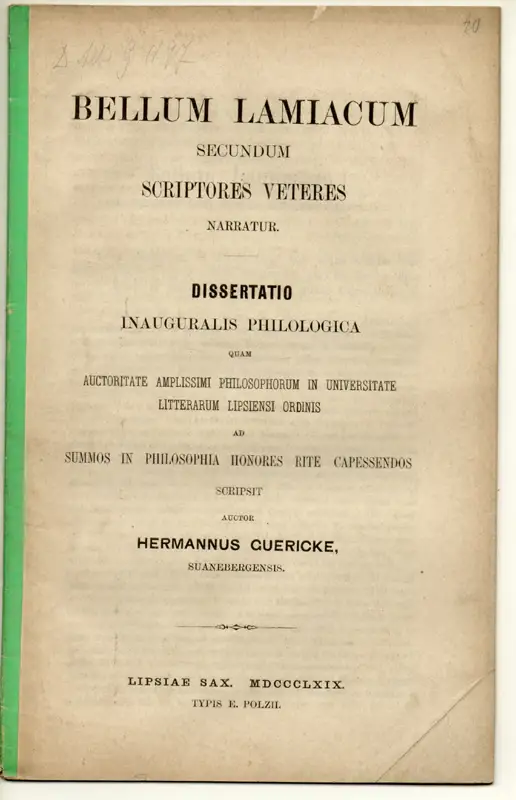 20
BELLUM LAMIACUM
SECUNDUM
SCRIPTORES VETERES
NARRATUR.
DISSERTATIO
INAUGURALIS PHILOLOGICA
QUAM
AUCTORITATE AMPLISSIMI PHILOSOPHORUM IN UNIVERSITATE
LITTERARUM LIPSIENSI ORDINIS
AD
SUMMOS IN PHILOSOPHIA HONORES RITE CAPESSENDOS
SCRIPSIT
AUCTOR
HERMANNUS GUERICKE,
SUANEBERGENSIS.
LIPSIAE SAX. MDCCCLXIX.
TYPIS E. POLZII.